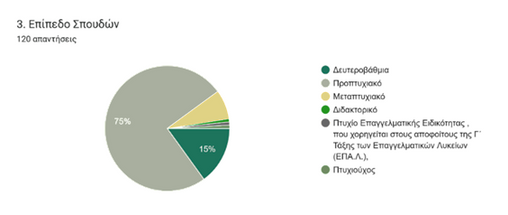 3. Επίπεδο Σπουδών
120 απαντήσεις
75%
15%
Δευτεροβάθμια
Προπτυχιακό
Μεταπτυχιακό
Διδακτορικό
Πτυχίο Επαγγελματικής Ειδικότητας ,
που χορηγείται στους αποφοίτους της Γ΄
Τάξης των Επαγγελματικών Λυκείων
(ΕΠΑ.Λ.),
Πτυχιούχος